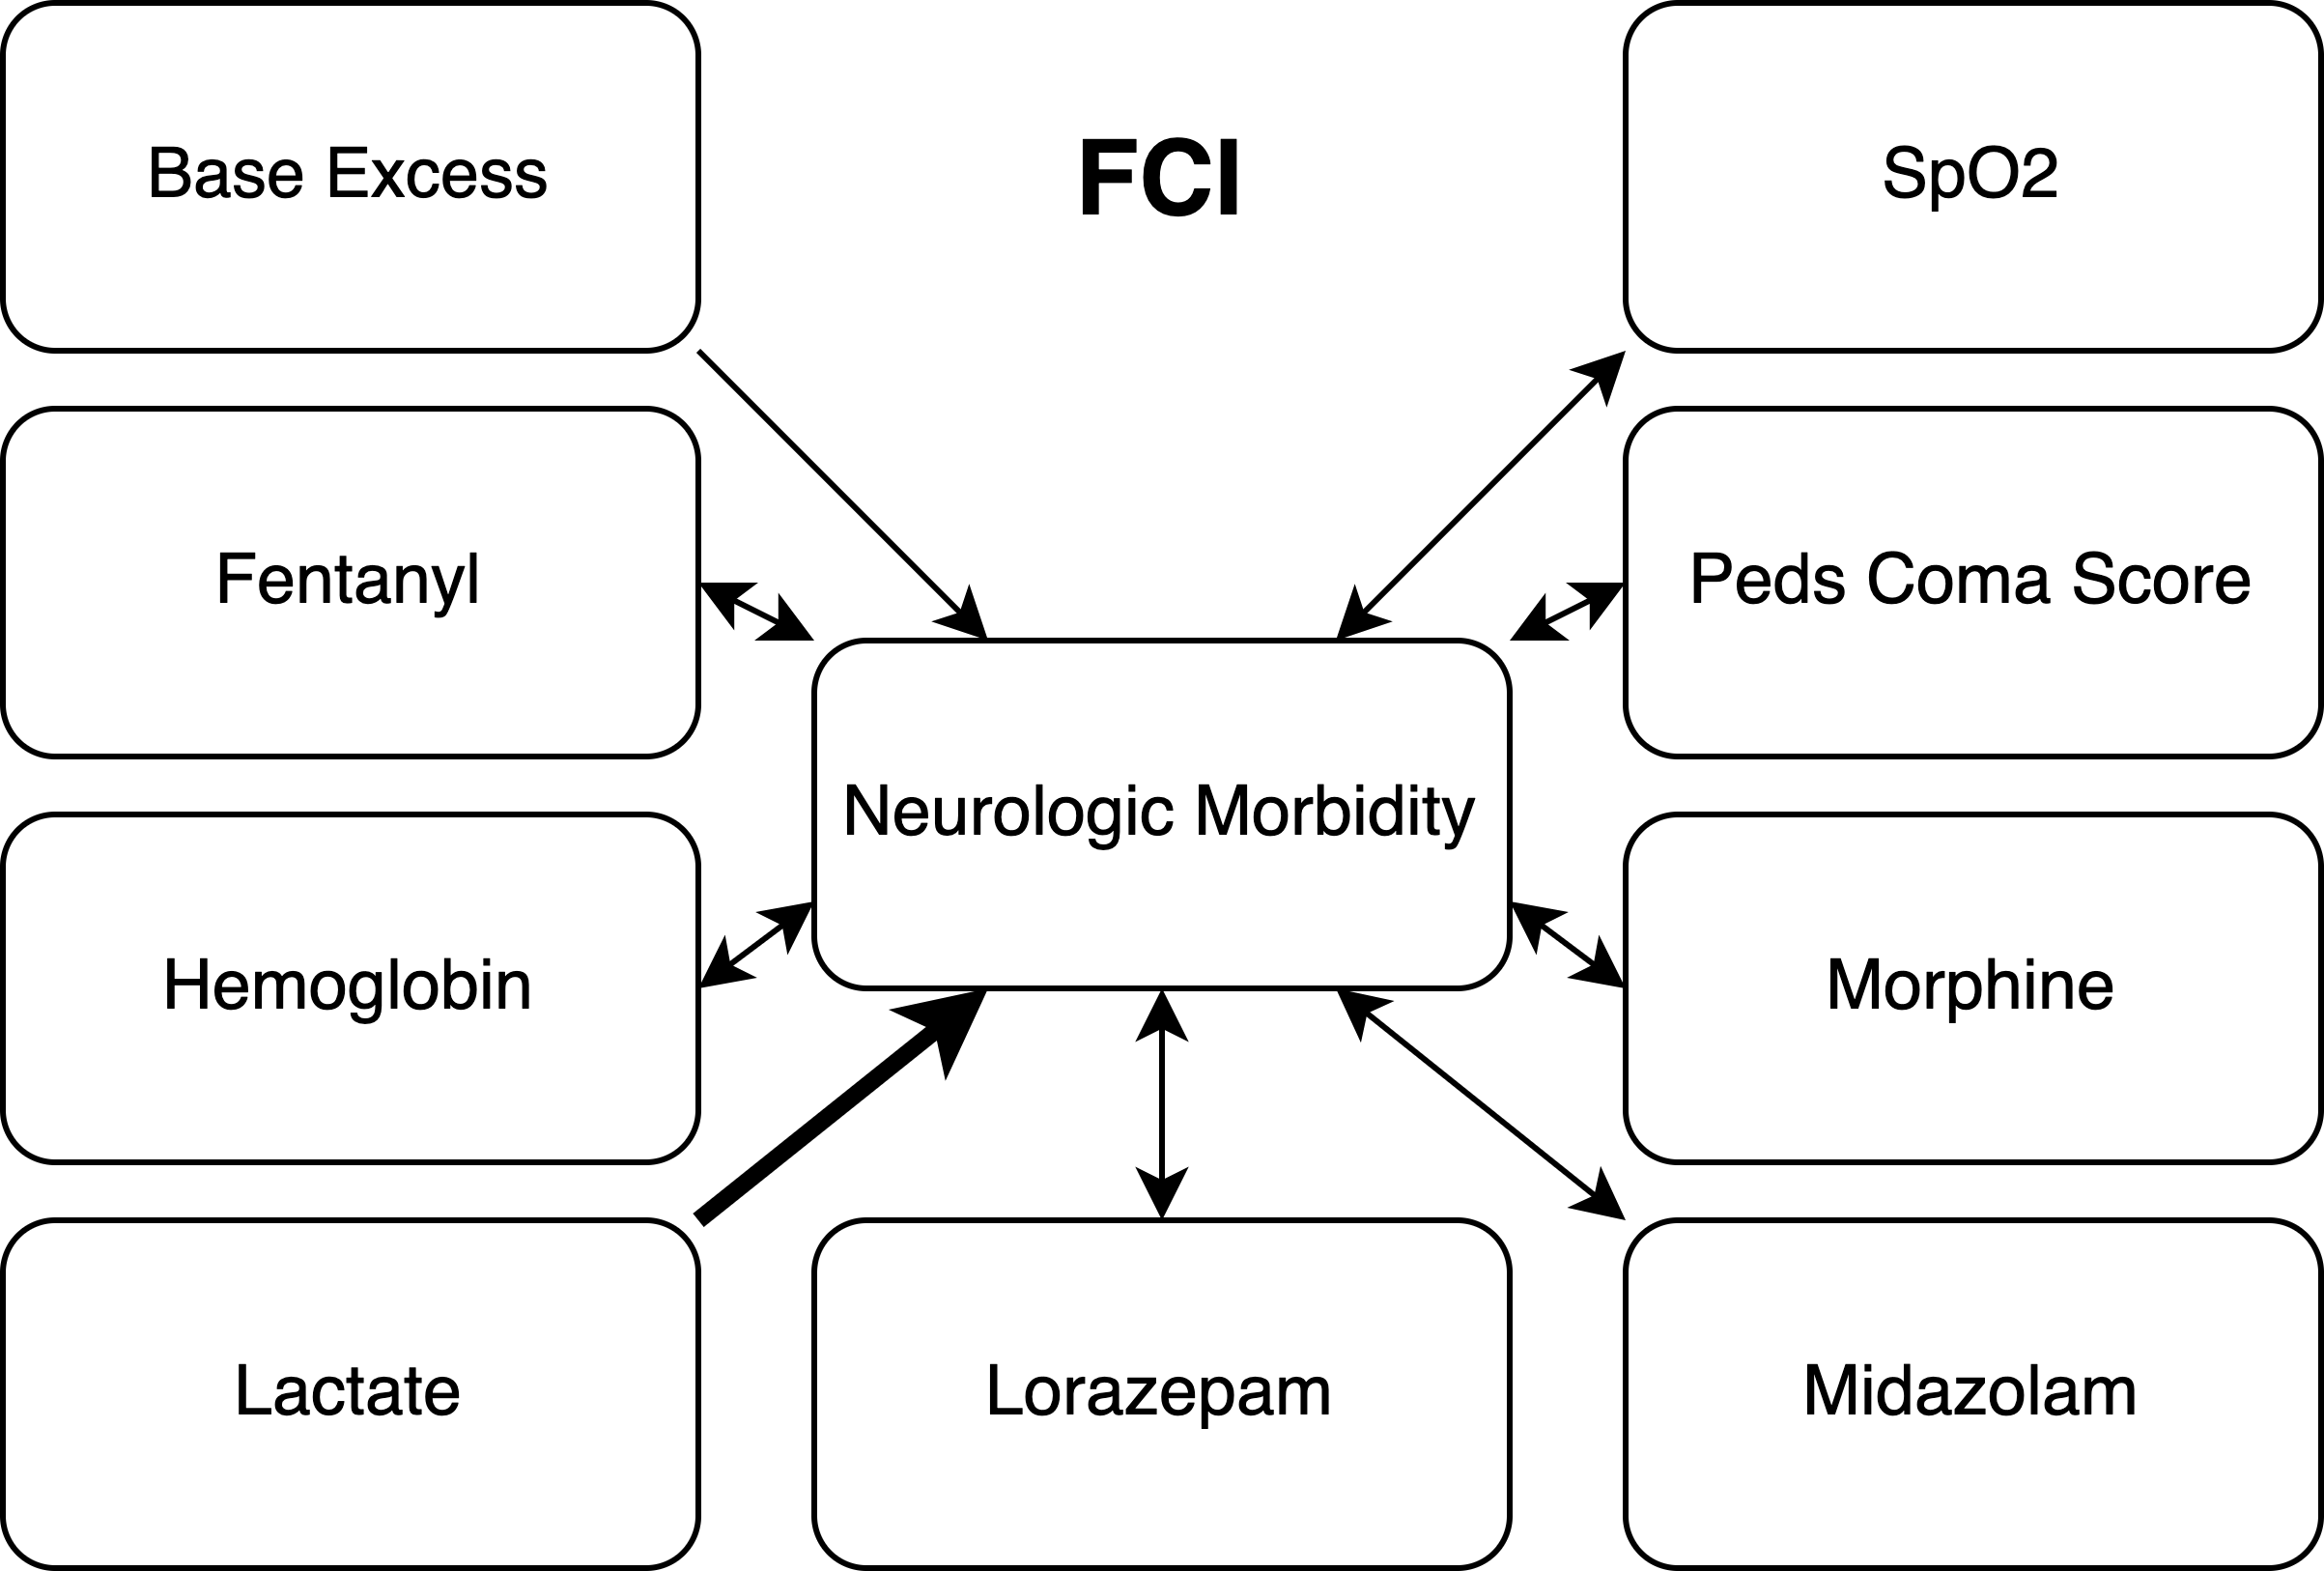 Base Excess
FCI
SpO2
Fentanyl
Peds Coma Score
Neurologic Morbidity
Hemoglobin
Morphine
Lactate
Lorazepam
Midazolam